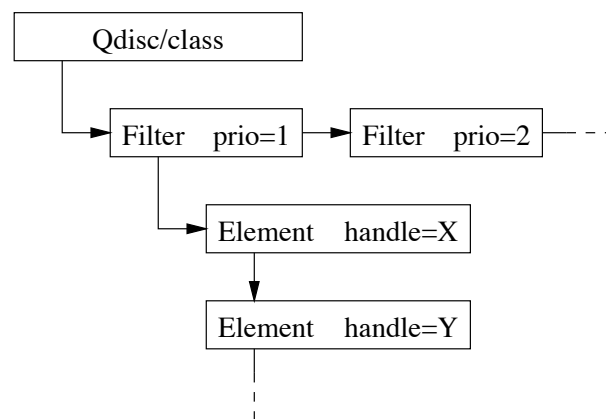 Qdisc/class
Filter prio=1 Filter prio=2
Element handle=X
Element handle=Y